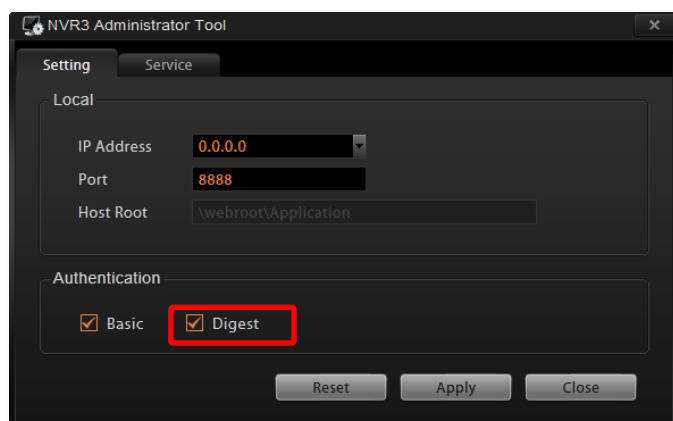 NVR3 Administrator Tool
Setting Service
Local
IP Address 0.0.0.0
Port 8888
Host Root \webroot\Application
Authentication
Basic Digest
Reset Apply Close